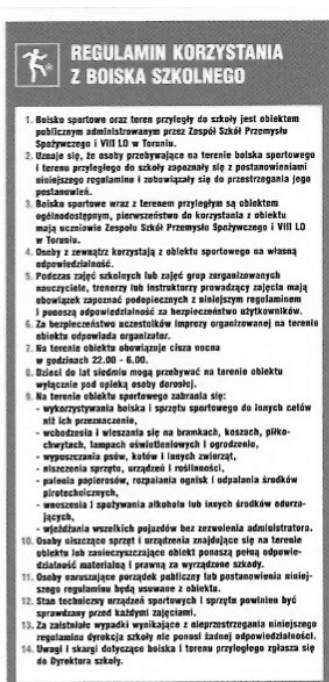 REGULAMIN KORZYSTANIA
Z BOISKA SZKOLNEGO
1. Boisko sportowe oraz teren przyległy do szkoły jest obiektem
publicznym administrowanym przez Zespół Szkół Przemysłu
Spożywczego i VIII LO w Toruniu.
2. Uznaje się, że osoby przebywające na terenie boiska sportowego
i terenu przyległego do szkoły zapoznały się z postanowieniami
niniejszego regulaminu i zobowiązały się do przestrzegania jego
postanowień.
3. Boisko sportowe wraz z terenem przyległym są obiektem
ogólnodostępnym, pierwszeństwo do korzystania z obiektu
mają uczniowie Zespołu Szkół Przemysłu Spożywczego i VIII LO
w Toruniu.
4. Osoby z zewnątrz korzystają z obiektu sportowego na własną
odpowiedzialność.
5. Podczas zajęć szkolnych lub zajęć grup zorganizowanych
nauczyciele, trenerzy lub instruktorzy prowadzący zajęcia mają
obowiązek zapoznać podopiecznych z niniejszym regulaminem
i ponoszą odpowiedzialność za bezpieczeństwo użytkowników.
6. Za bezpieczeństwo uczestników imprezy organizowanej na terenie
obiektu odpowiada organizator.
7. Na terenie obiektu obowiązuje cisza nocna
w godzinach 22.00 - 6.00.
8. Dzieci do lat siedmiu mogą przebywać na terenie obiektu
wyłącznie pod opieką osoby dorosłej.
9. Na terenie obiektu sportowego zabrania się:
- wykorzystywania boiska i sprzętu sportowego do innych celów
niż ich przeznaczenie,
- wchodzenia i wieszania się na bramkach, koszach, piłko-
chwytach, lampach oświetleniowych i ogrodzeniu,
- wypuszczania psów, kotów i innych zwierząt,
- niszczenia sprzętu, urządzeń i roślinności,
- palenia papierosów, rozpalania ognisk i odpalania środków
pirotechnicznych,
- wnoszenia i spożywania alkoholu lub innych środków odurza-
jących,
- wjeżdżania wszelkich pojazdów bez zezwolenia administratora.
10. Osoby niszczące sprzęt i urządzenia znajdujące się na terenie
obiektu lub zanieczyszczające obiekt ponoszą pełną odpowie-
dzialność materialną i prawną za wyrządzone szkody.
11. Osoby naruszające porządek publiczny lub postanowienia niniej-
szego regulaminu będą usuwane z obiektu.
12. Stan techniczny urządzeń sportowych i sprzętu powinien być
sprawdzany przed każdymi zajęciami.
13. Za zaistniałe wypadki wynikające z nieprzestrzegania niniejszego
regulaminu dyrekcja szkoły nie ponosi żadnej odpowiedzialności.
14. Uwagi i skargi dotyczące boiska i terenu przyległego zgłasza się
do Dyrektora szkoły.